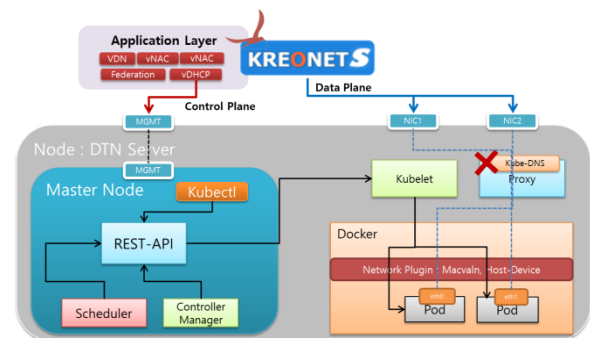 Application Layer
VDN
vNAC
vNAC
Federation
vDHCP
KREONET S
Data Plane
Control Plane
MGMT
NIC1
NIC2
Node : DTN Server
MGMT
Master Node
Kubectl
REST-API
Scheduler
Controller
Manager
Kubelet
Kube-DNS
Proxy
Docker
Network Plugin : Macvaln, Host-Device
eth0
eth1
Pod
Pod